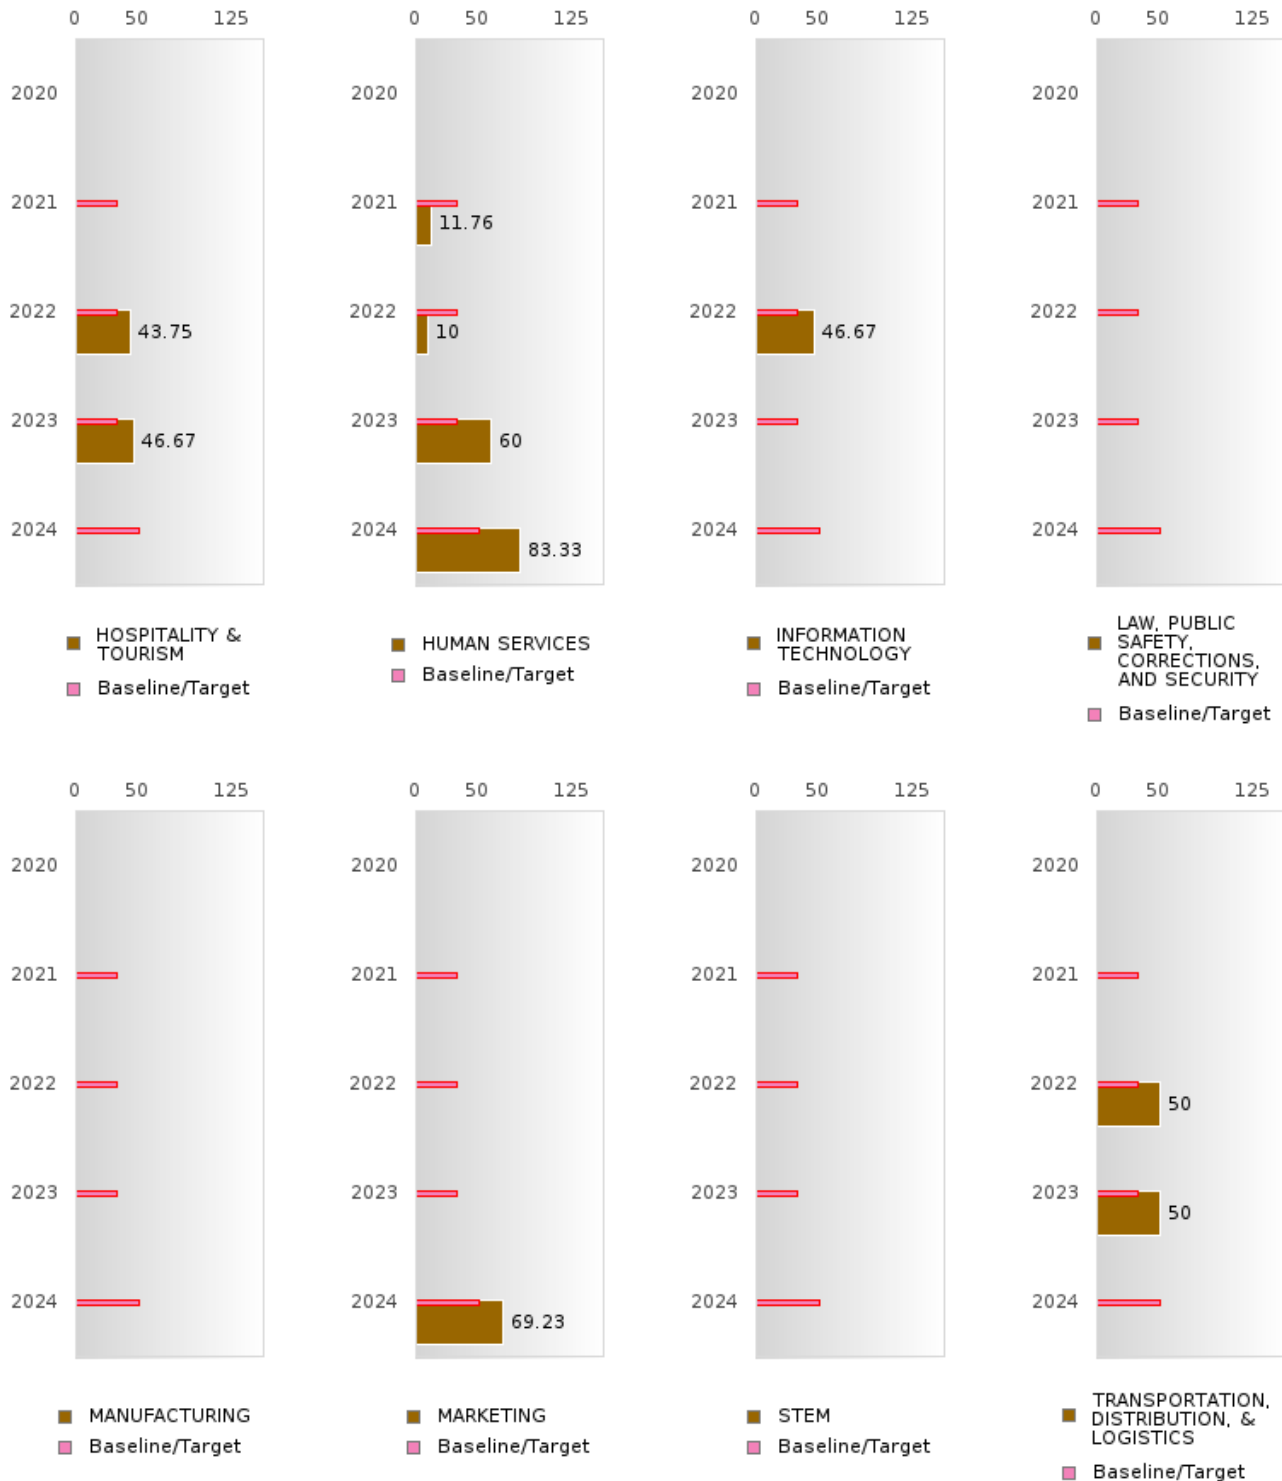 0 50 125
2020
2021
2022 43.75
2023 46.67
2024
HOSPITALITY &
TOURISM
Baseline/Target
0 50 125
2020
2021 11.76
2022 10
2023 60
2024 83.33
HUMAN SERVICES
Baseline/Target
0 50 125
2020
2021
2022 46.67
2023
2024
INFORMATION
TECHNOLOGY
Baseline/Target
0 50 125
2020
2021
2022
2023
2024
LAW, PUBLIC
SAFETY,
CORRECTIONS,
AND SECURITY
Baseline/Target
0 50 125
2020
2021
2022
2023
2024
MANUFACTURING
Baseline/Target
0 50 125
2020
2021
2022
2023
2024 69.23
MARKETING
Baseline/Target
0 50 125
2020
2021
2022
2023
2024
STEM
Baseline/Target
0 50 125
2020
2021
2022 50
2023 50
2024
TRANSPORTATION,
DISTRIBUTION, &
LOGISTICS
Baseline/Target